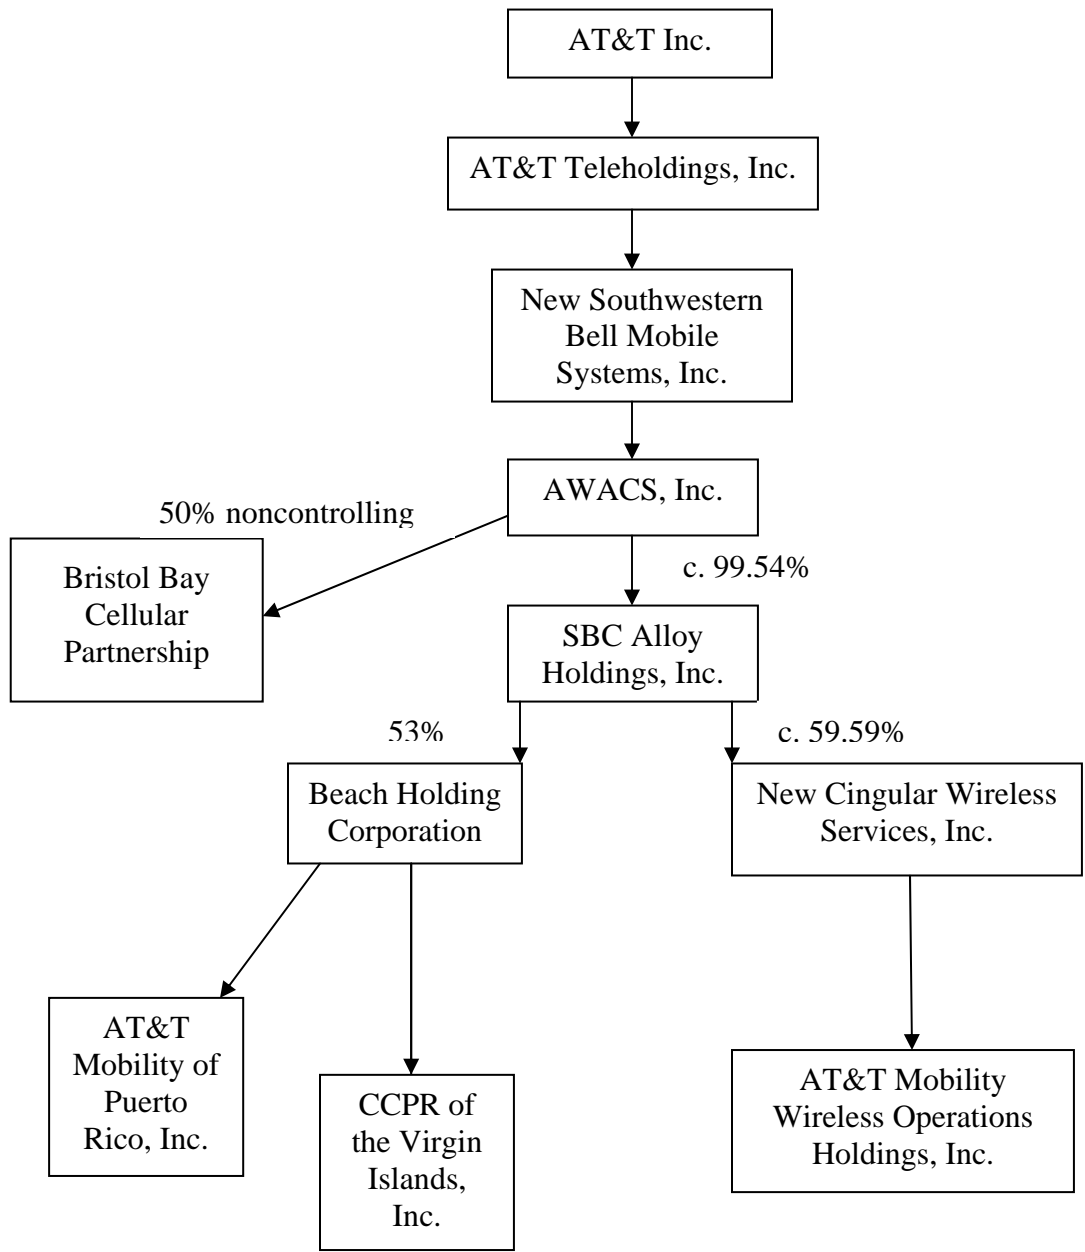 AT&T Inc.
AT&T Teleholdings, Inc.
New Southwestern
Bell Mobile
Systems, Inc.
AWACS, Inc.
50% noncontrolling
Bristol Bay
Cellular
Partnership
c. 99.54%
SBC Alloy
Holdings, Inc.
53%
c. 59.59%
Beach Holding
Corporation
New Cingular Wireless
Services, Inc.
AT&T
Mobility of
Puerto
Rico, Inc.
CCPR of
the Virgin
Islands,
Inc.
AT&T Mobility
Wireless Operations
Holdings, Inc.